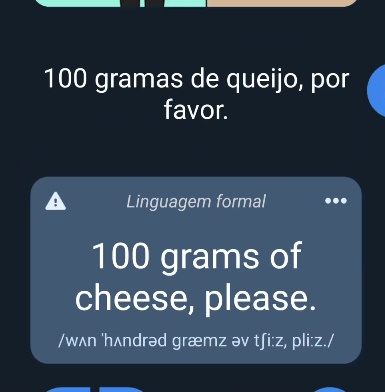 100 gramas de queijo, por
favor.
Linguagem formal
100 grams of
cheese, please.
/wʌn 'hʌndrəd græmz əv tʃi:z, pli:z./